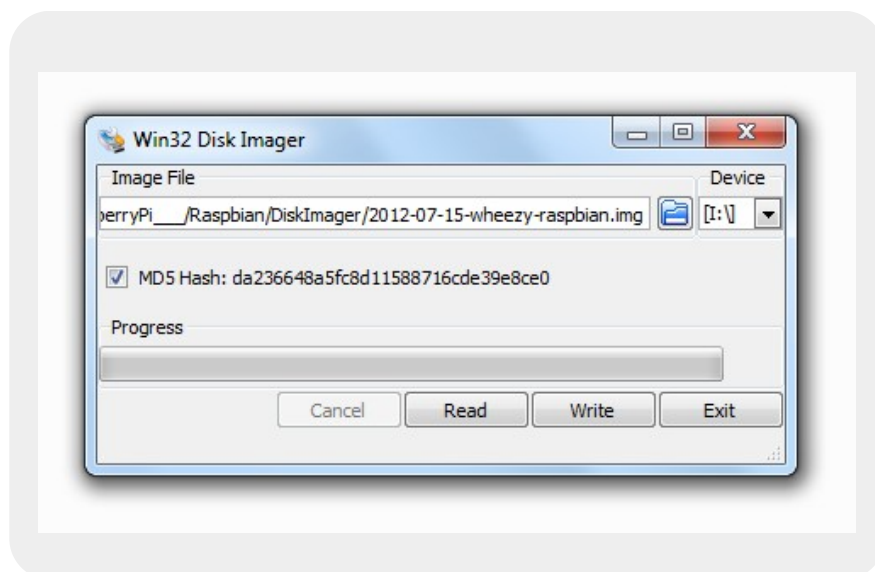 Win32 Disk Imager
Image File
Device
perryPi___/Raspbian/DiskImager/2012-07-15-wheezy-raspbian.img
[I:\]
MD5 Hash: da236648a5fc8d11588716cde39e8ce0
Progress
Cancel
Read
Write
Exit